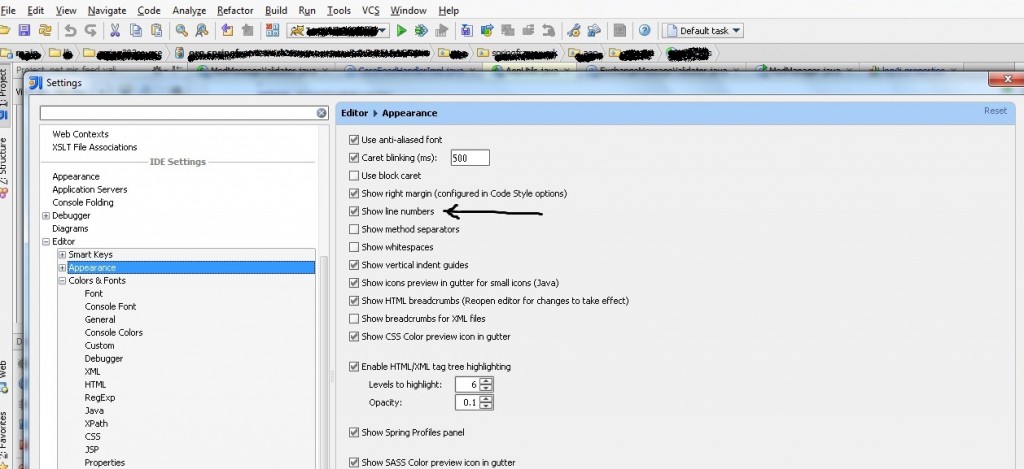 File Edit View Navigate Code Analyze Refactor Build Run Tools VCS Window Help
Default task
Settings
Web Contexts
XSLT File Associations
IDE Settings
Appearance
Application Servers
Console Folding
Debugger
Diagrams
Editor
Smart Keys
Appearance
Colors & Fonts
Font
Console Font
General
Console Colors
Custom
Debugger
XML
HTML
RegExp
Java
XPath
CSS
JSP
Properties
Editor Appearance
Reset
Use anti-aliased font
Caret blinking (ms): 500
Use block caret
Show right margin (configured in Code Style options)
Show line numbers
Show method separators
Show whitespaces
Show vertical indent guides
Show icons preview in gutter for small icons (Java)
Show HTML breadcrumbs (Reopen editor for changes to take effect)
Show breadcrumbs for XML files
Show CSS Color preview icon in gutter
Enable HTML/XML tag tree highlighting
Levels to highlight: 6
Opacity: 0.1
Show Spring Profiles panel
Show SASS Color preview icon in gutter
1: Project
Z: Structure
Web
Favorites